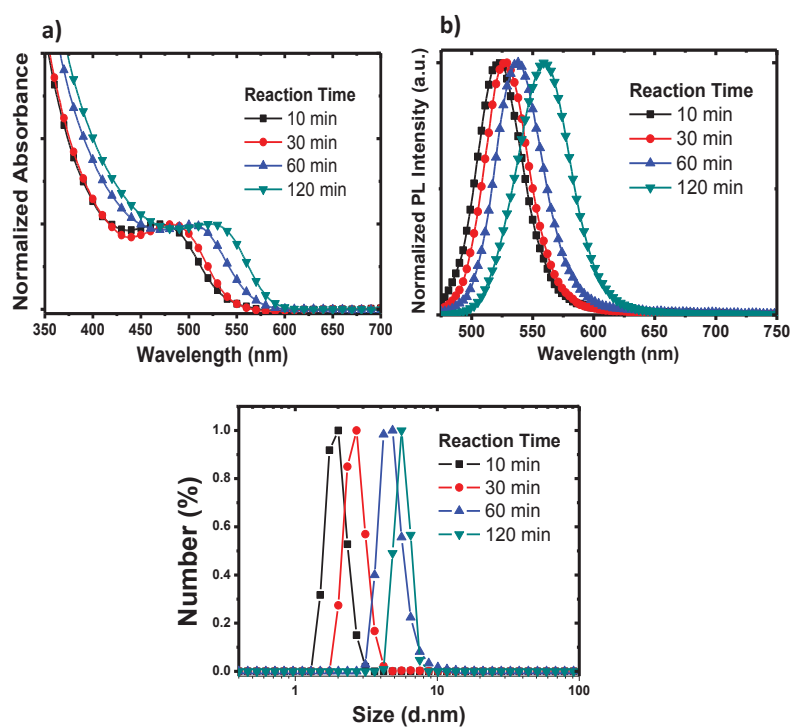 a)
Normalized Absorbance
Reaction Time
10 min
30 min
60 min
120 min
350 400 450 500 550 600 650 700
Wavelength (nm)
b)
Normalized PL Intensity (a.u.)
Reaction Time
10 min
30 min
60 min
120 min
500 550 600 650 700 750
Wavelength (nm)
Number (%)
1.0
0.8
0.6
0.4
0.2
0.0
Reaction Time
10 min
30 min
60 min
120 min
1 10 100
Size (d.nm)